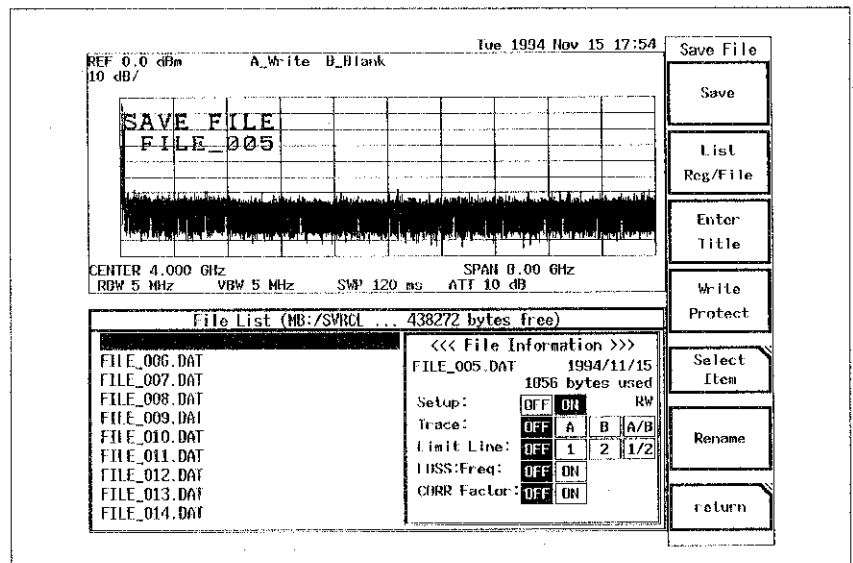 Tue 1994 Nov 15 17:54
REF 0.0 dBm A_Write B_Blank
10 dB/
SAVE FILE
FILE_005
CENTER 4.000 GHz SPAN 8.00 GHz
RBW 5 MHz VBW 5 MHz SWP 120 ms ATT 10 dB
File List (MB:/SVRCL ... 438272 bytes free)
FILE_006.DAT
FILE_007.DAT
FILE_008.DAT
FILE_009.DAT
FILE_010.DAT
FILE_011.DAT
FILE_012.DAT
FILE_013.DAT
FILE_014.DAT
<<< File Information >>>
FILE_005.DAT 1994/11/15
1056 bytes used
Setup: OFF ON RW
Trace: OFF A B A/B
Limit Line: OFF 1 2 1/2
LOSS:Freq: OFF ON
CORR Factor: OFF ON
Save File
Save
List
Reg/File
Enter
Title
Write
Protect
Select
Item
Rename
return